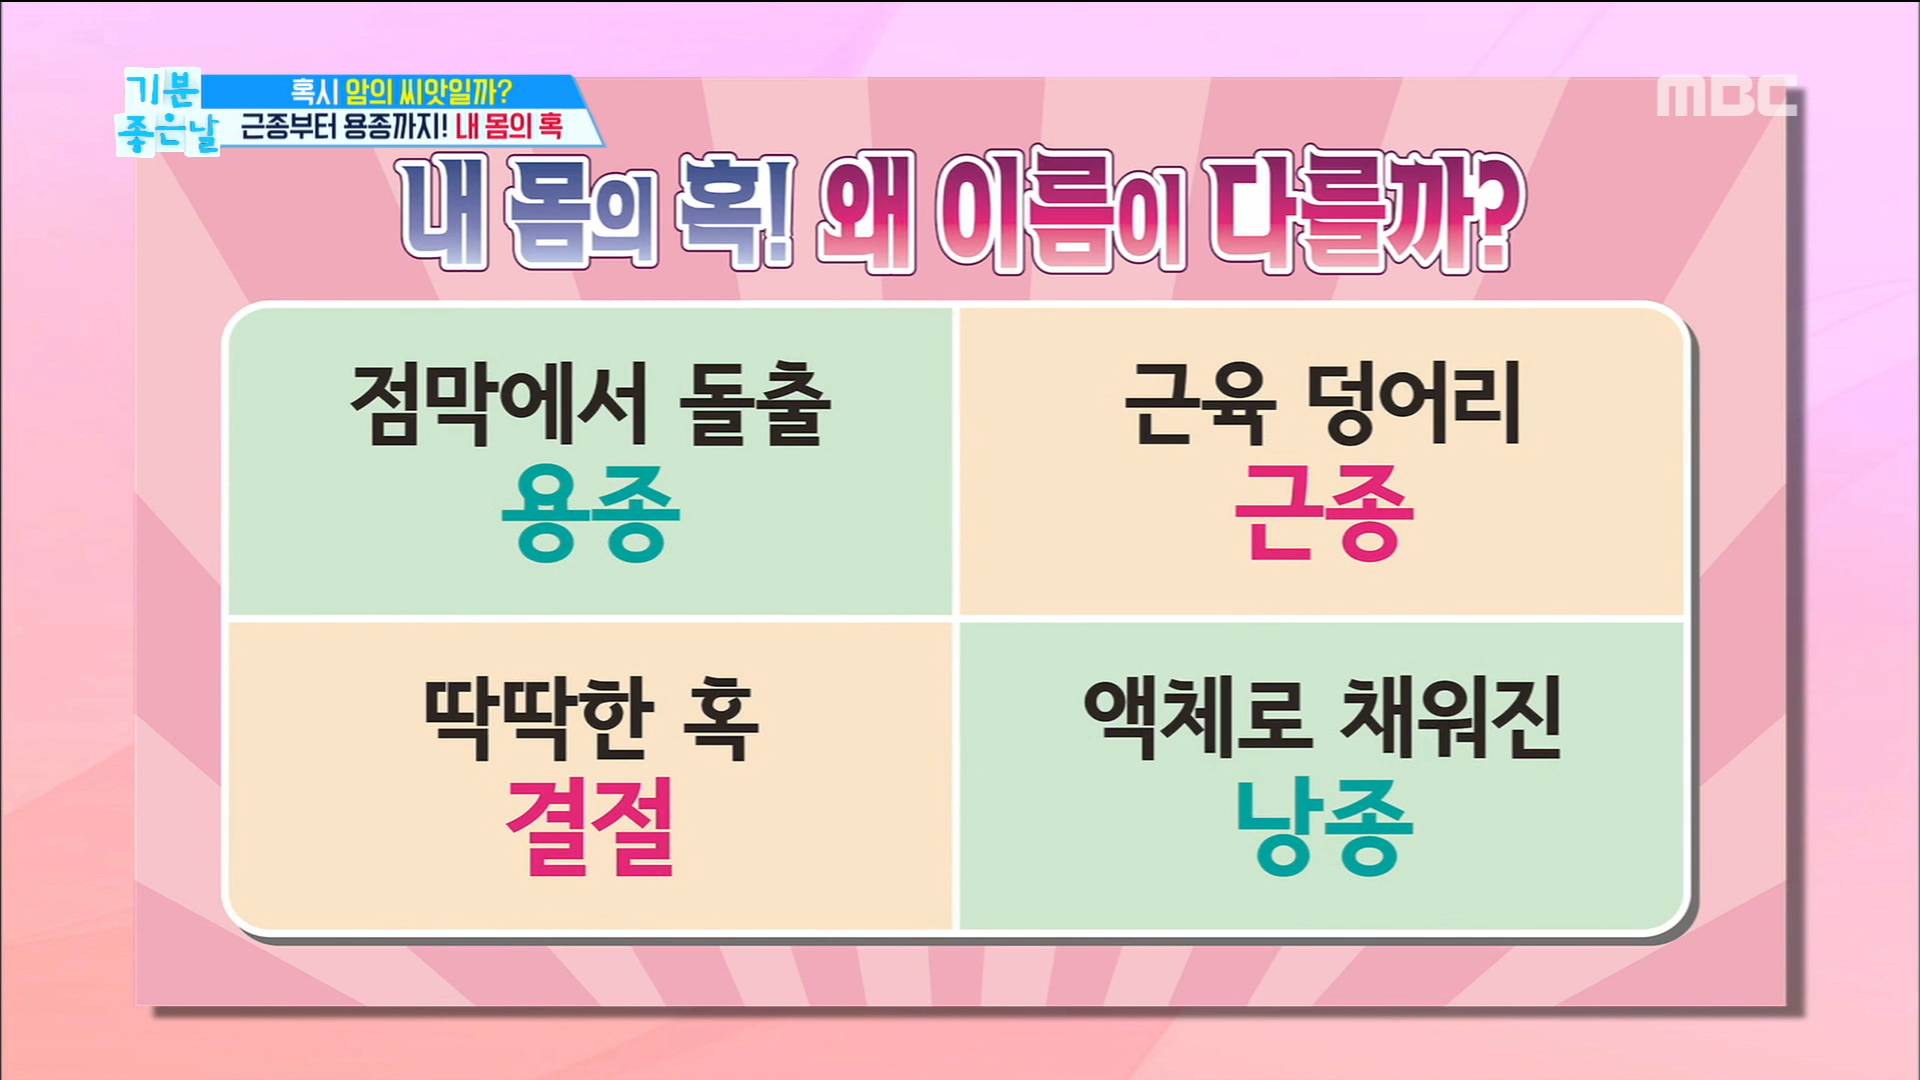 기분
좋은날
혹시 암의 씨앗일까?
근종부터 용종까지! 내 몸의 혹
MBC
내 몸의 혹! 왜 이름이 다를까?
점막에서 돌출
용종
근육 덩어리
근종
딱딱한 혹
결절
액체로 채워진
낭종